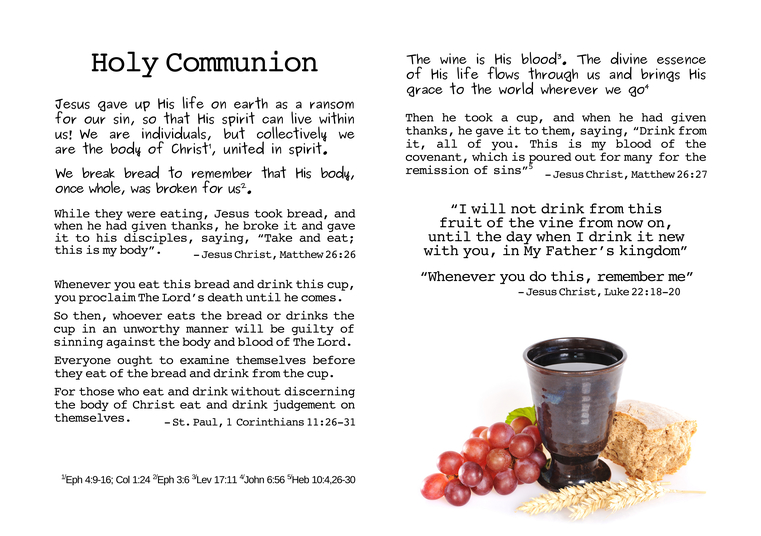 Holy Communion
Jesus gave up His life on earth as a ransom
for our sin, so that His spirit can live within
us! We are individuals, but collectively we
are the body of Christ¹, united in spirit.
We break bread to remember that His body,
once whole, was broken for us².
While they were eating, Jesus took bread, and
when he had given thanks, he broke it and gave
it to his disciples, saying, “Take and eat;
this is my body”. – Jesus Christ, Matthew 26:26
Whenever you eat this bread and drink this cup,
you proclaim The Lord’s death until he comes.
So then, whoever eats the bread or drinks the
cup in an unworthy manner will be guilty of
sinning against the body and blood of The Lord.
Everyone ought to examine themselves before
they eat of the bread and drink from the cup.
For those who eat and drink without discerning
the body of Christ eat and drink judgement on
themselves. – St. Paul, 1 Corinthians 11:26-31
¹/Eph 4:9-16; Col 1:24 ²/Eph 3:6 ³/Lev 17:11 ⁴/John 6:56 ⁵/Heb 10:4,26-30
The wine is His blood³. The divine essence
of His life flows through us and brings His
grace to the world wherever we go⁴
Then he took a cup, and when he had given
thanks, he gave it to them, saying, “Drink from
it, all of you. This is my blood of the
covenant, which is poured out for many for the
remission of sins”⁵ – Jesus Christ, Matthew 26:27
“I will not drink from this
fruit of the vine from now on,
until the day when I drink it new
with you, in My Father’s kingdom”
“Whenever you do this, remember me”
– Jesus Christ, Luke 22:18-20